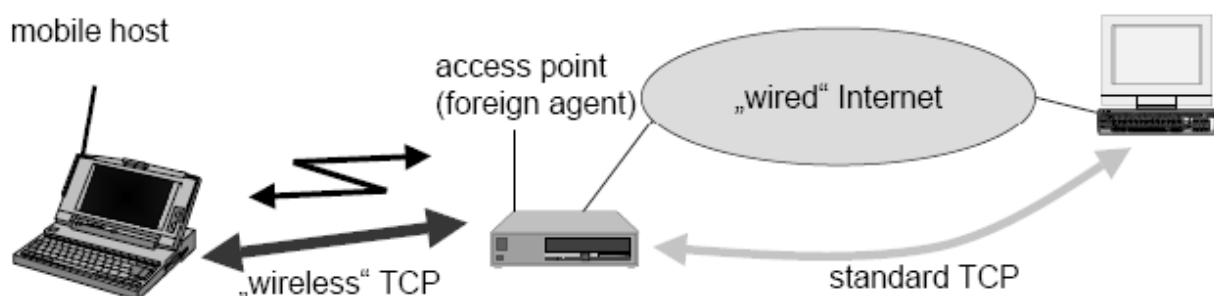 mobile host
access point
(foreign agent)
„wired“ Internet
„wireless“ TCP
standard TCP